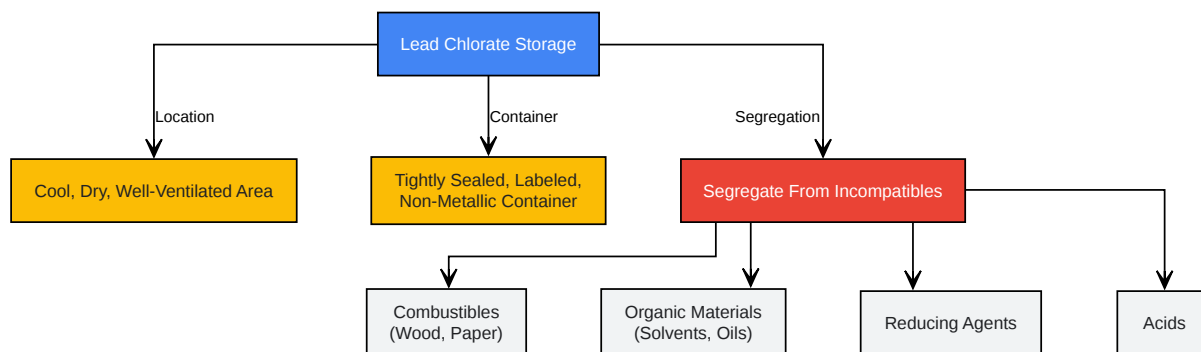 Lead Chlorate Storage
Location
Container
Segregation
Cool, Dry, Well-Ventilated Area
Tightly Sealed, Labeled,
Non-Metallic Container
Segregate From Incompatibles
Combustibles
(Wood, Paper)
Organic Materials
(Solvents, Oils)
Reducing Agents
Acids